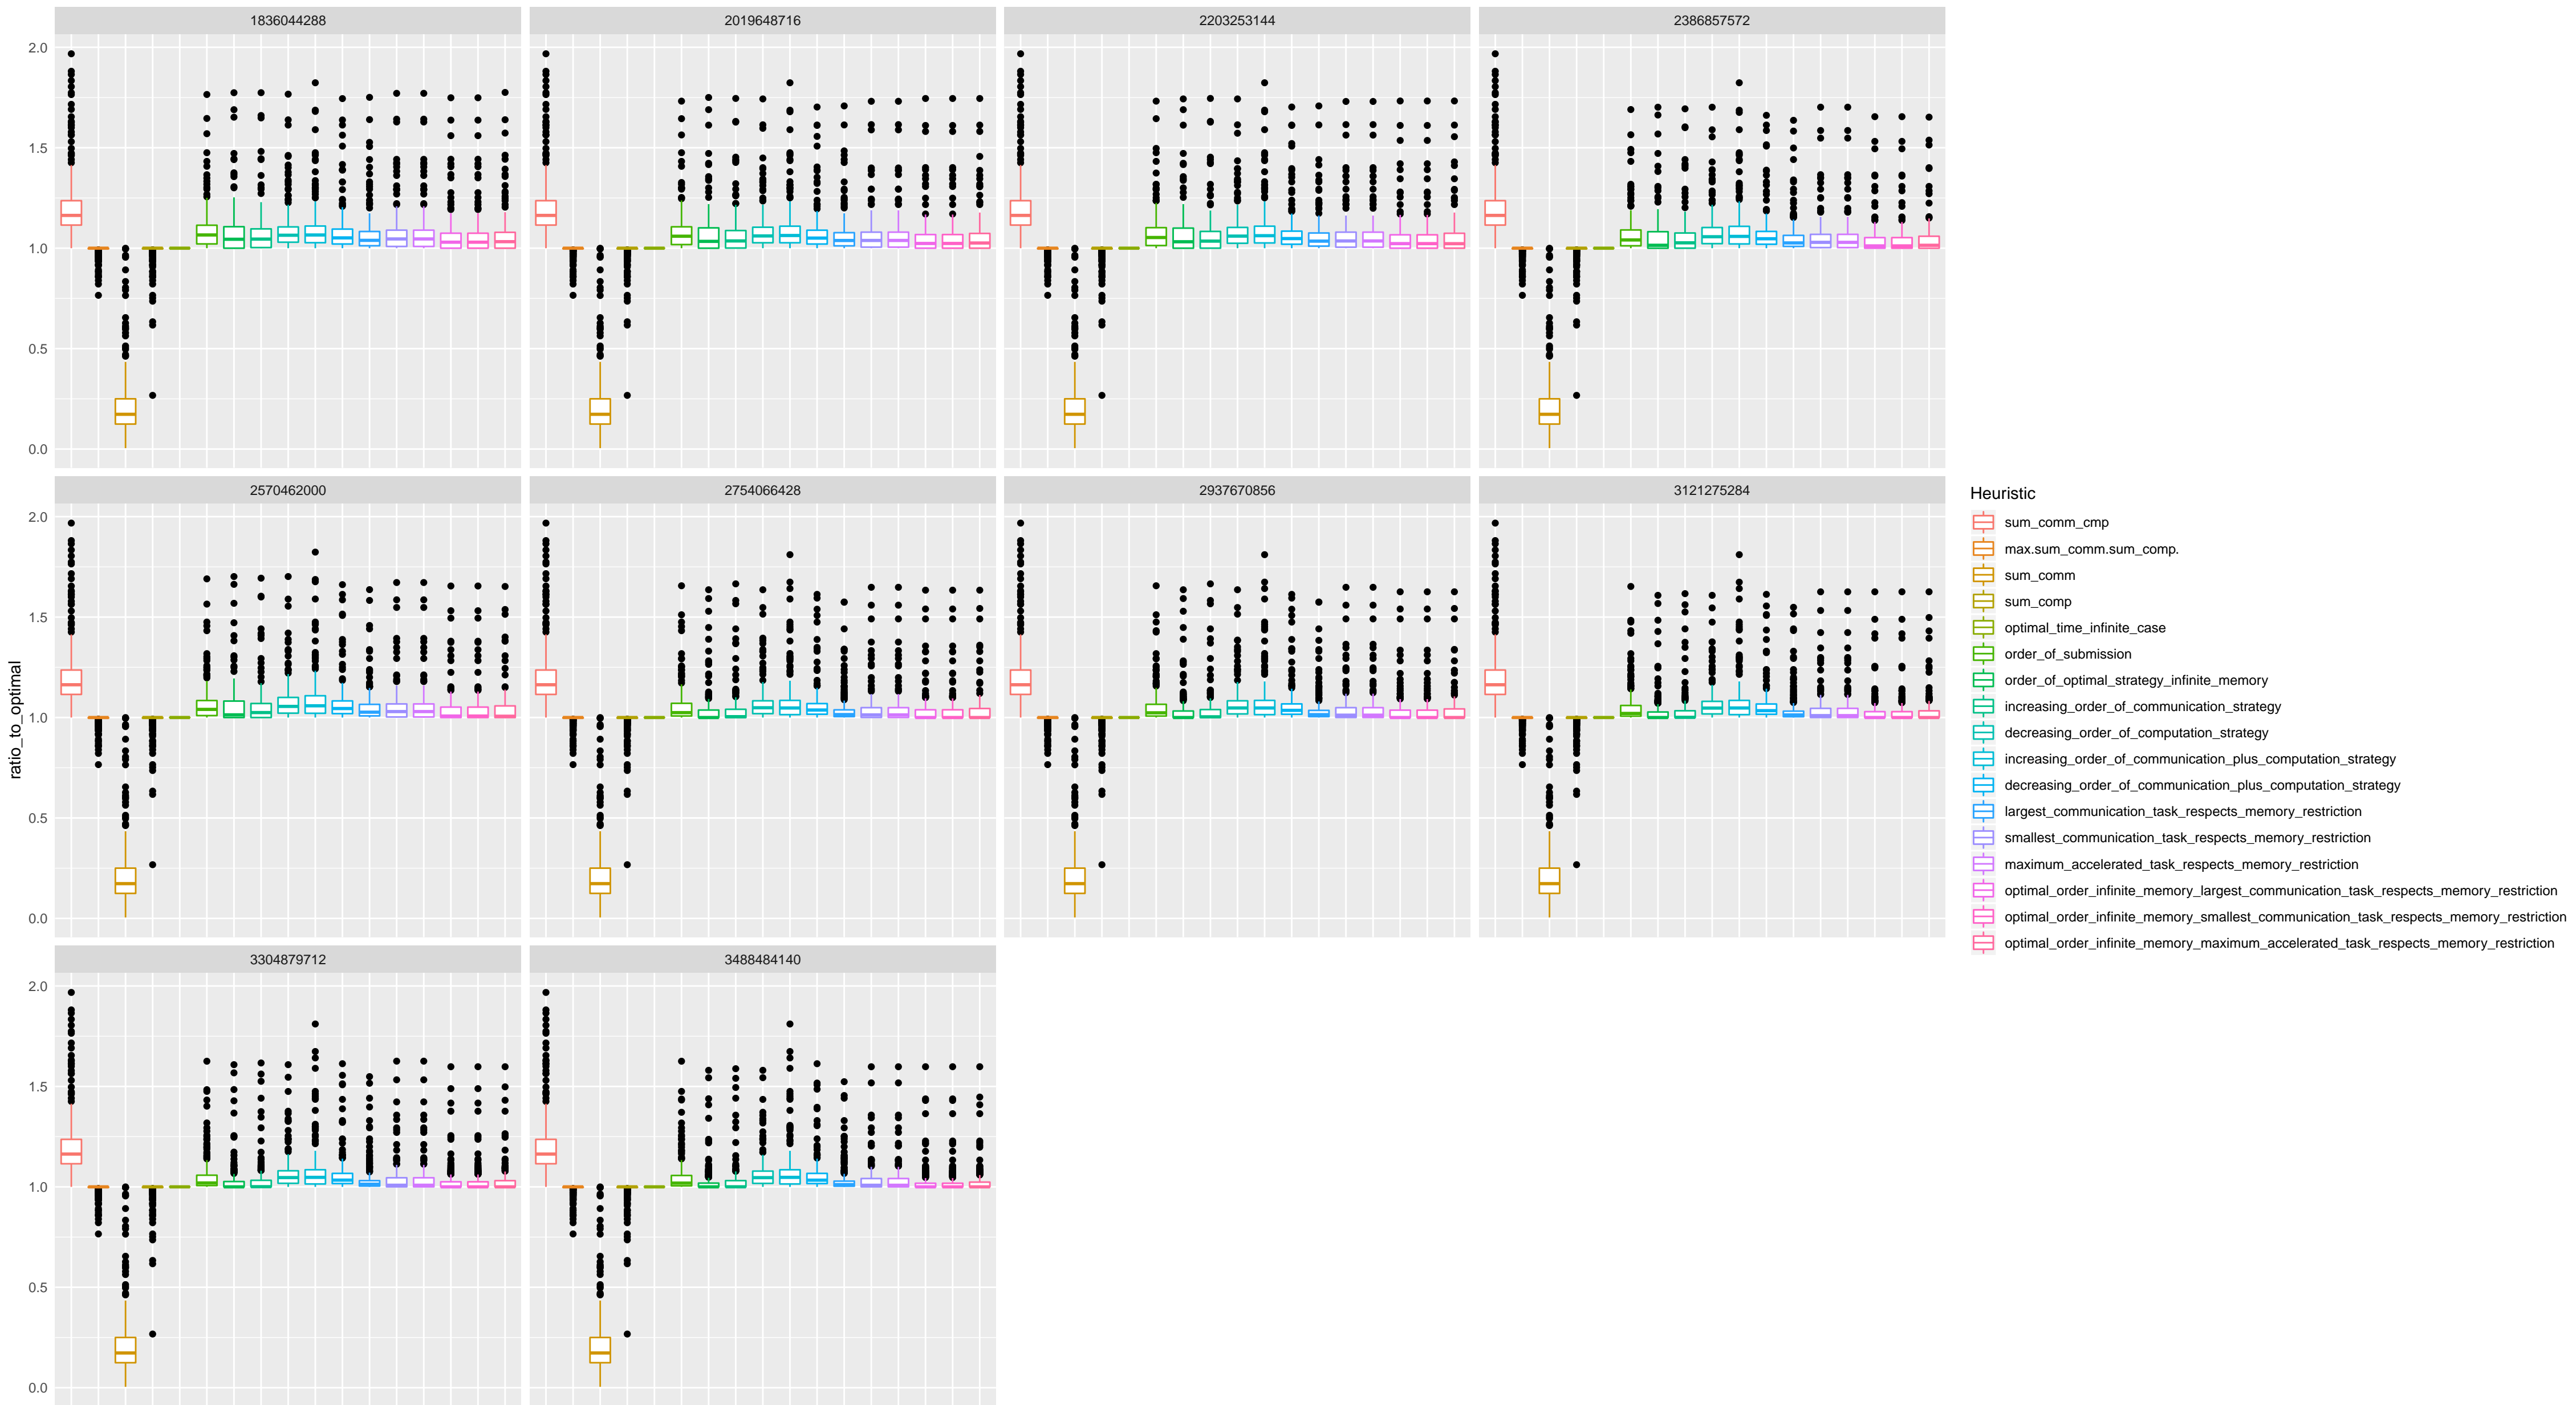 1836044288
2019648716
2203253144
2386857572
2.0
1.5
1.0
0.5
0.0
2570462000
2754066428
2937670856
3121275284
2.0
1.5
1.0
0.5
0.0
3304879712
3488484140
2.0
1.5
1.0
0.5
0.0
ratio_to_optimal
Heuristic
sum_comm_cmp
max.sum_comm.sum_comp.
sum_comm
sum_comp
optimal_time_infinite_case
order_of_submission
order_of_optimal_strategy_infinite_memory
increasing_order_of_communication_strategy
decreasing_order_of_computation_strategy
increasing_order_of_communication_plus_computation_strategy
decreasing_order_of_communication_plus_computation_strategy
largest_communication_task_respects_memory_restriction
smallest_communication_task_respects_memory_restriction
maximum_accelerated_task_respects_memory_restriction
optimal_order_infinite_memory_largest_communication_task_respects_memory_restriction
optimal_order_infinite_memory_smallest_communication_task_respects_memory_restriction
optimal_order_infinite_memory_maximum_accelerated_task_respects_memory_restriction